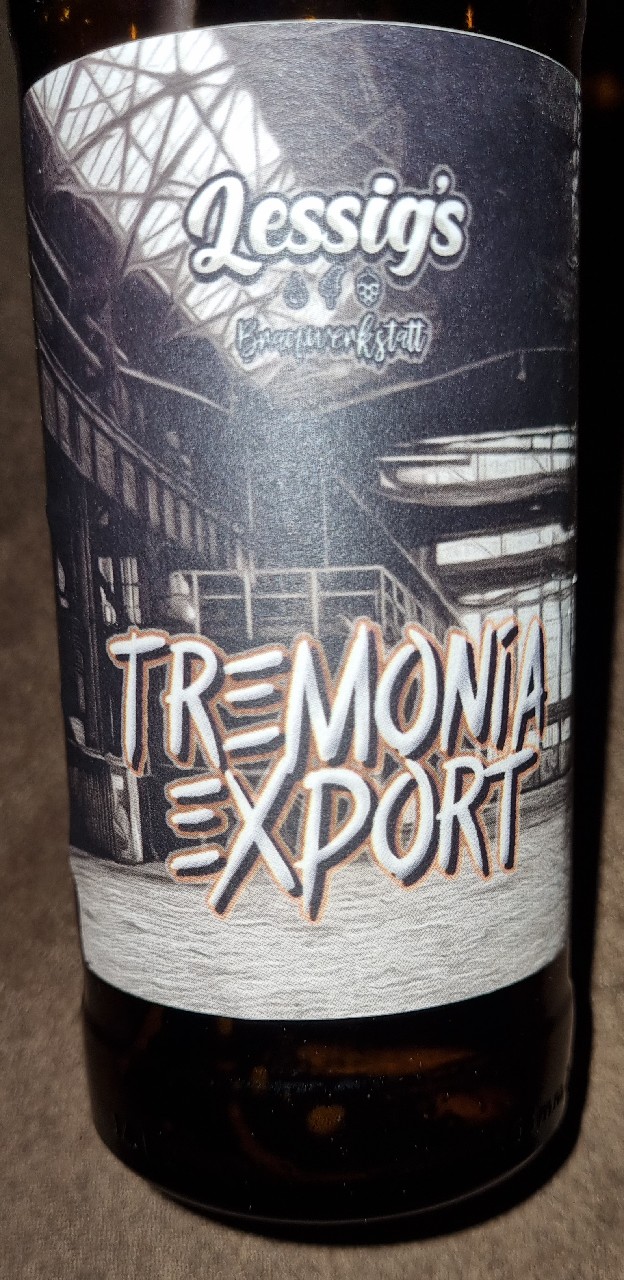 Lessig's
Brauwerkstatt
TREMONiA
EXPORT